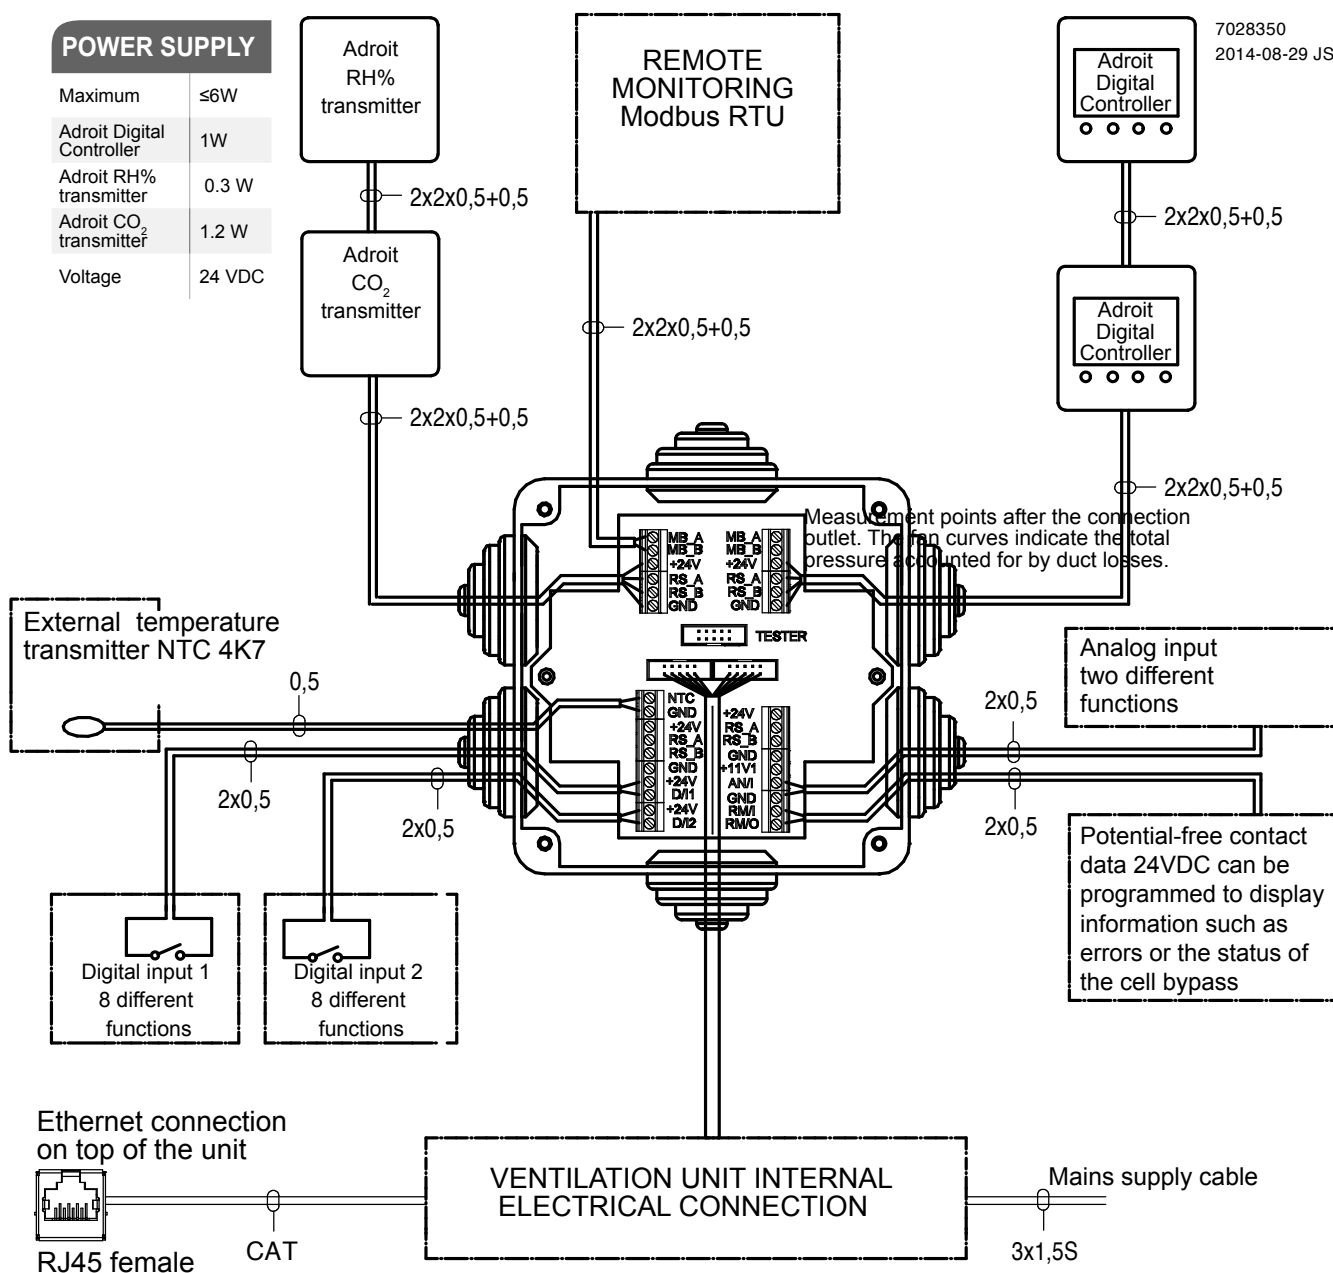 POWER SUPPLY
Maximum ≤6W
Adroit Digital
Controller 1W
Adroit RH%
transmitter 0.3 W
Adroit CO2
transmitter 1.2 W
Voltage 24 VDC
Adroit
RH%
transmitter
2x2x0,5+0,5
Adroit
CO2
transmitter
2x2x0,5+0,5
REMOTE
MONITORING
Modbus RTU
2x2x0,5+0,5
7028350
2014-08-29 JS
Adroit
Digital
Controller
2x2x0,5+0,5
Adroit
Digital
Controller
2x2x0,5+0,5
Measurement points after the connection
outlet. The fan curves indicate the total
pressure accounted for by duct losses.
MB_A
MB_B
+24V
RS_A
RS_B
GND
MB_A
MB_B
+24V
RS_A
RS_B
GND
TESTER
NTC
GND
+24V
RS_A
RS_B
GND
+24V
D/I1
+24V
D/I2
+24V
RS_A
RS_B
GND
+11V1
AN/I
GND
RM/I
RM/O
External temperature
transmitter NTC 4K7
0,5
2x0,5
2x0,5
Analog input
two different
functions
2x0,5
2x0,5
Potential-free contact
data 24VDC can be
programmed to display
information such as
errors or the status of
the cell bypass
Digital input 1
8 different
functions
Digital input 2
8 different
functions
Ethernet connection
on top of the unit
RJ45 female
CAT
VENTILATION UNIT INTERNAL
ELECTRICAL CONNECTION
Mains supply cable
3x1,5S